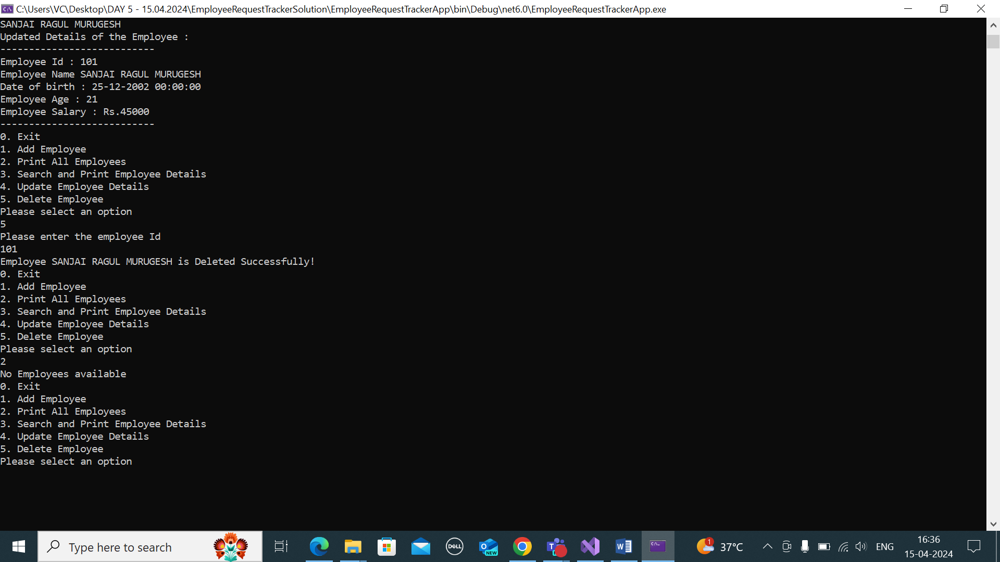 C:\Users\VC\Desktop\DAY 5 - 15.04.2024\EmployeeRequestTrackerSolution\EmployeeRequestTrackerApp\bin\Debug\net6.0\EmployeeRequestTrackerApp.exe
SANJAI RAGUL MURUGESH
Updated Details of the Employee :
---------------------------
Employee Id : 101
Employee Name SANJAI RAGUL MURUGESH
Date of birth : 25-12-2002 00:00:00
Employee Age : 21
Employee Salary : Rs.45000
---------------------------
0. Exit
1. Add Employee
2. Print All Employees
3. Search and Print Employee Details
4. Update Employee Details
5. Delete Employee
Please select an option
5
Please enter the employee Id
101
Employee SANJAI RAGUL MURUGESH is Deleted Successfully!
0. Exit
1. Add Employee
2. Print All Employees
3. Search and Print Employee Details
4. Update Employee Details
5. Delete Employee
Please select an option
2
No Employees available
0. Exit
1. Add Employee
2. Print All Employees
3. Search and Print Employee Details
4. Update Employee Details
5. Delete Employee
Please select an option
Type here to search
DELL
NEW
1
37°C
ENG
16:36
15-04-2024